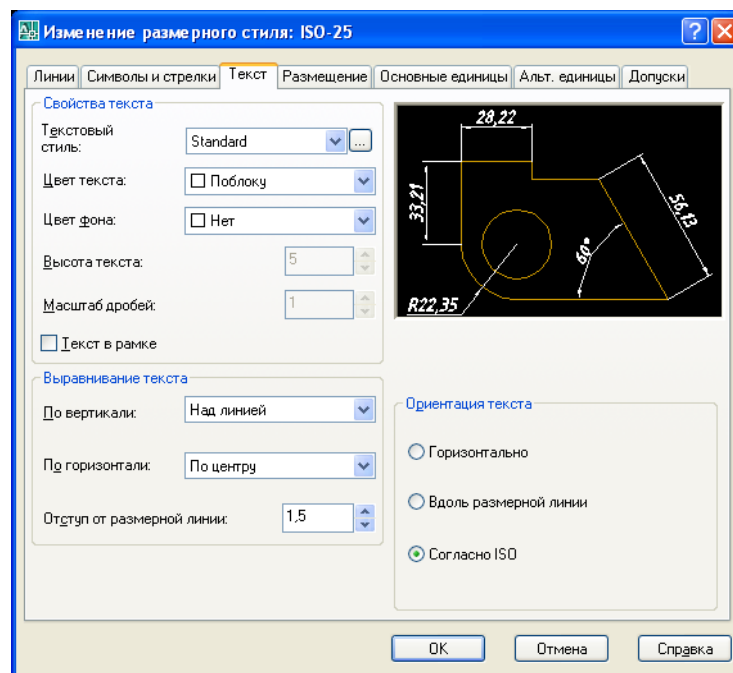 Изменение размерного стиля: ISO-25
Линии Символы и стрелки Текст Размещение Основные единицы Альт. единицы Допуски
Свойства текста
Текстовый стиль: Standard ...
Цвет текста: Поблоку
Цвет фона: Нет
Высота текста: 5
Масштаб дробей: 1
Текст в рамке
28,22
33,21
56,13
60°
R22,35
Выравнивание текста
По вертикали: Над линией
По горизонтали: По центру
Отступ от размерной линии: 1,5
Ориентация текста
Горизонтально
Вдоль размерной линии
Согласно ISO
OK Отмена Справка